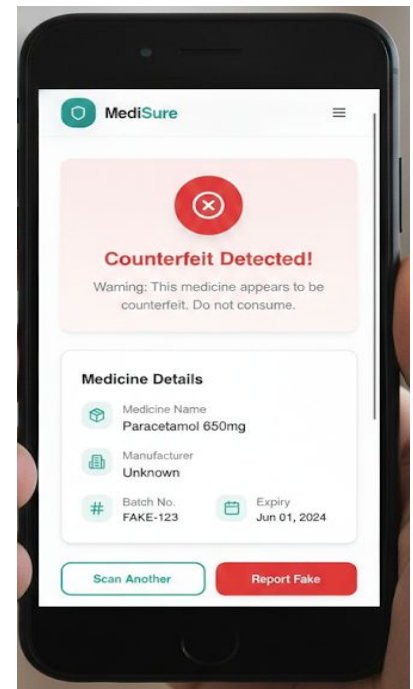 MediSure
Counterfeit Detected!
Warning: This medicine appears to be
counterfeit. Do not consume.
Medicine Details
Medicine Name
Paracetamol 650mg
Manufacturer
Unknown
Batch No.
FAKE-123
Expiry
Jun 01, 2024
Scan Another
Report Fake